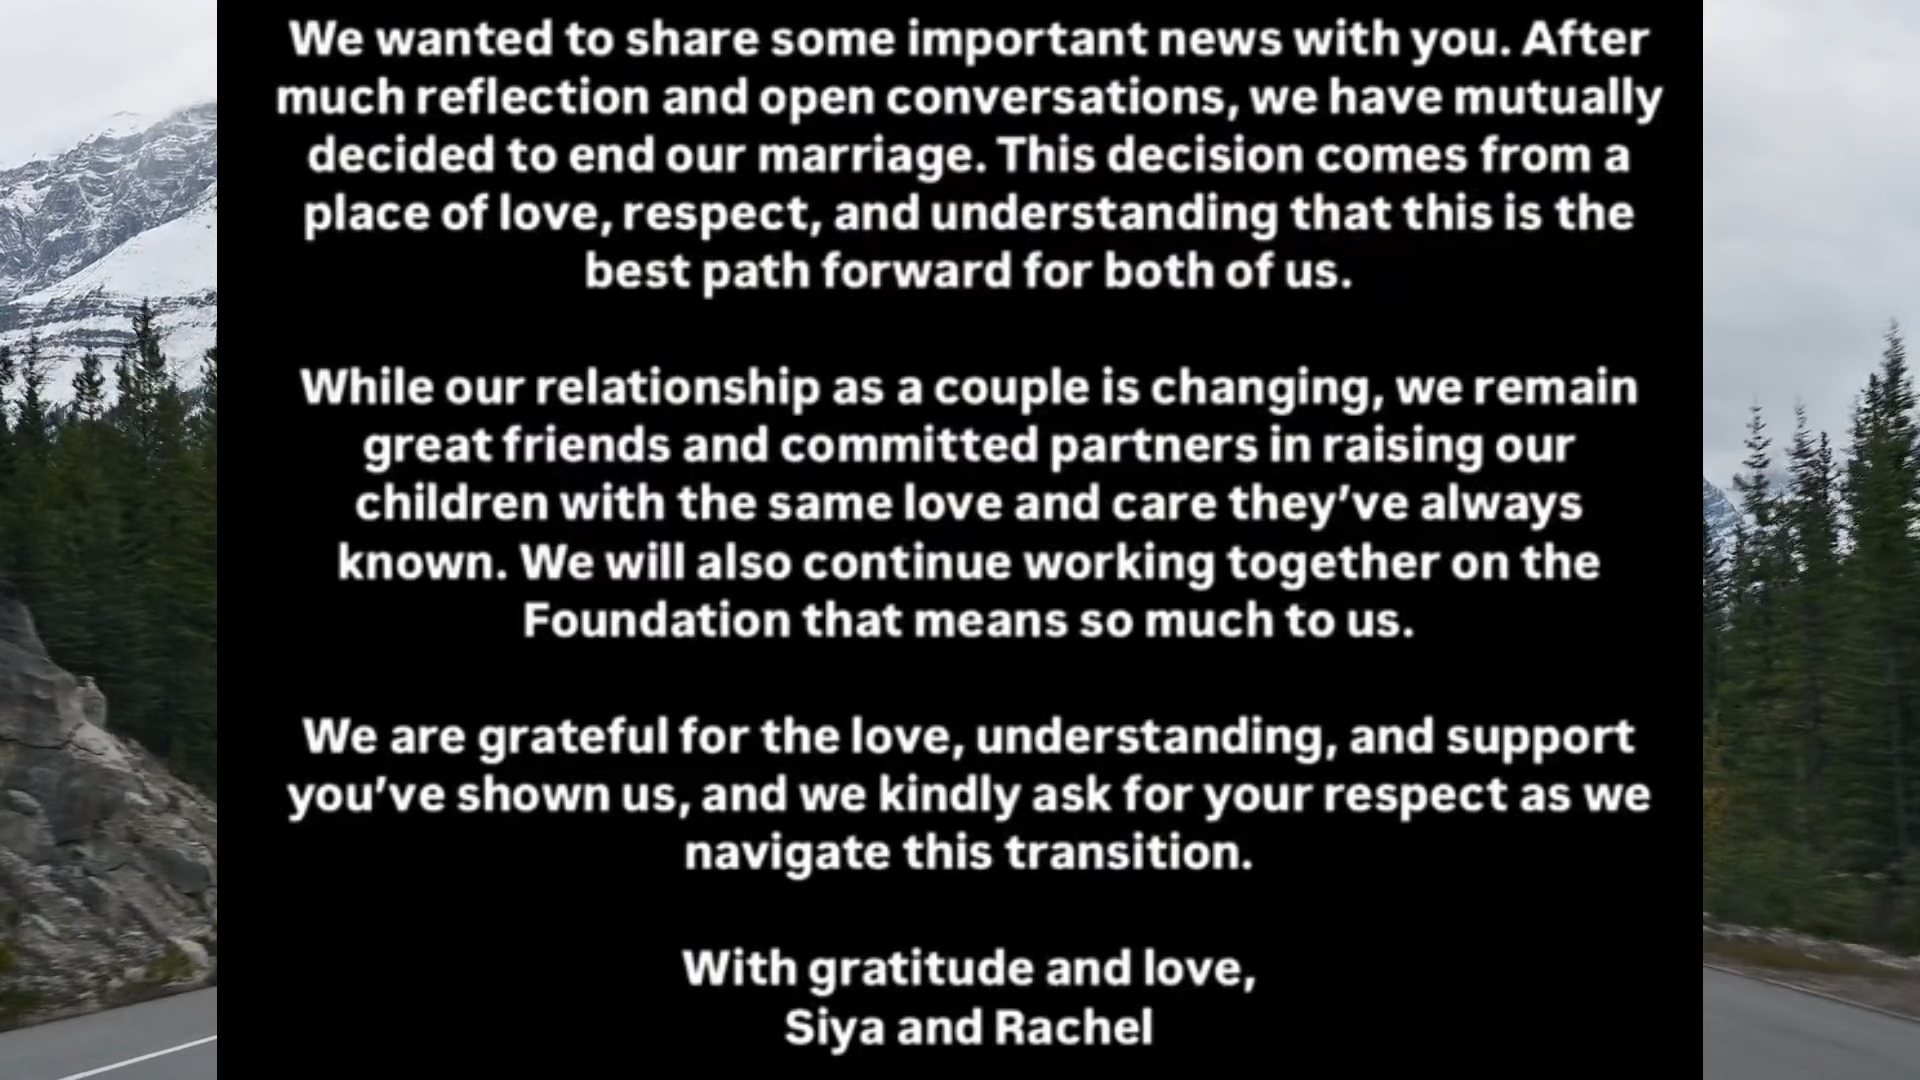 We wanted to share some important news with you. After
much reflection and open conversations, we have mutually
decided to end our marriage. This decision comes from a
place of love, respect, and understanding that this is the
best path forward for both of us.
While our relationship as a couple is changing, we remain
great friends and committed partners in raising our
children with the same love and care they’ve always
known. We will also continue working together on the
Foundation that means so much to us.
We are grateful for the love, understanding, and support
you’ve shown us, and we kindly ask for your respect as we
navigate this transition.
With gratitude and love,
Siya and Rachel